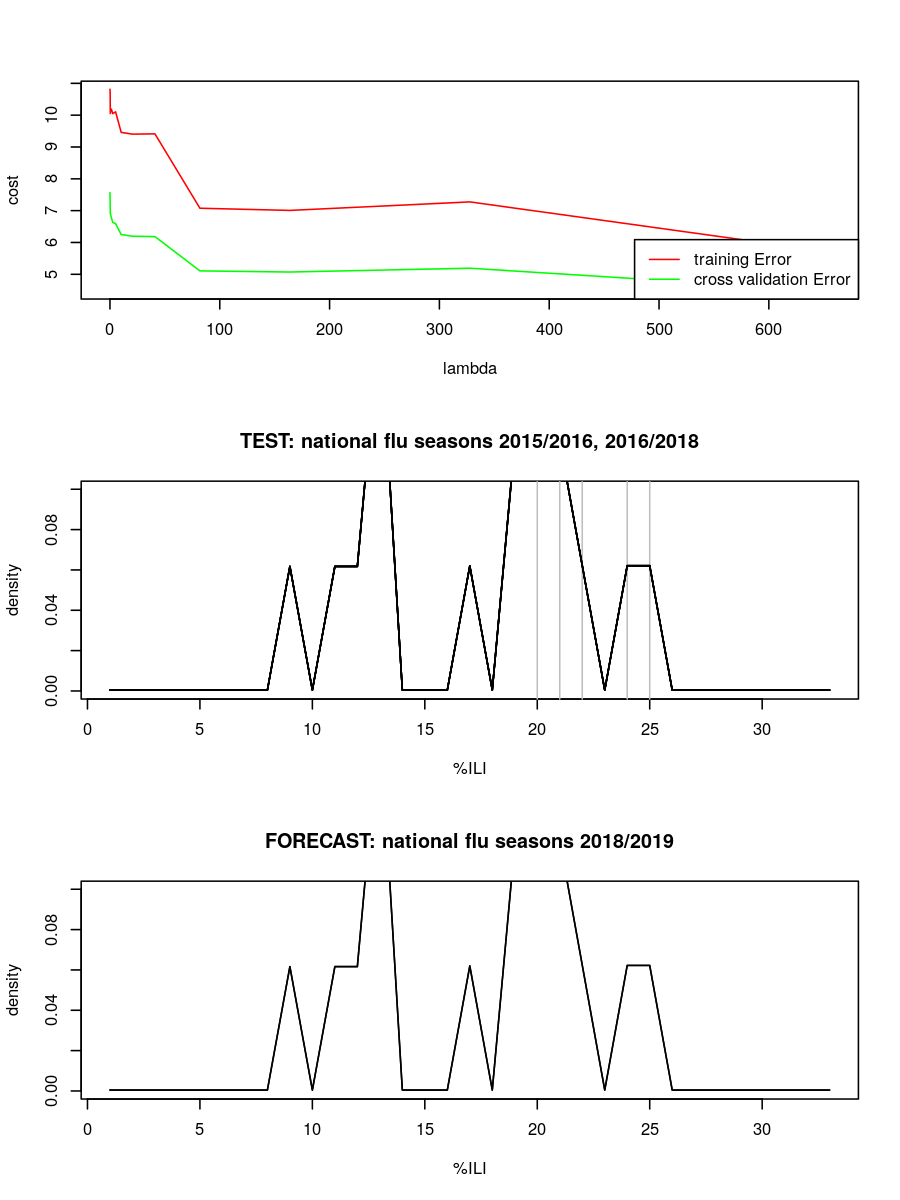 10
9
8
7
6
5
cost
training Error
cross validation Error
0 100 200 300 400 500 600
lambda
TEST: national flu seasons 2015/2016, 2016/2018
0.08
0.04
0.00
density
0 5 10 15 20 25 30
%ILI
FORECAST: national flu seasons 2018/2019
0.08
0.04
0.00
density
0 5 10 15 20 25 30
%ILI